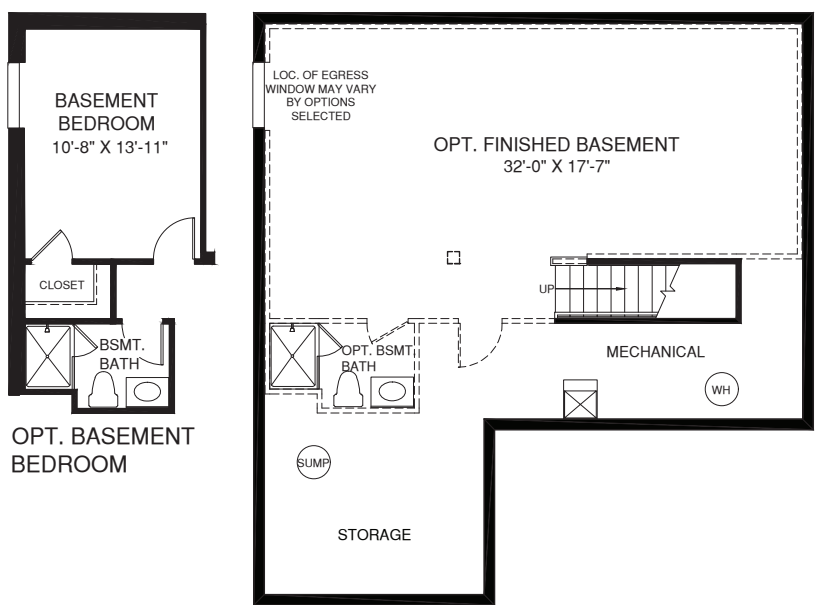 BASEMENT
BEDROOM
10'-8" X 13'-11"
CLOSET
BSMT.
BATH
OPT. BASEMENT
BEDROOM
LOC. OF EGRESS
WINDOW MAY VARY
BY OPTIONS
SELECTED
OPT. FINISHED BASEMENT
32'-0" X 17'-7"
UP
OPT. BSMT.
BATH
MECHANICAL
WH
SUMP
STORAGE